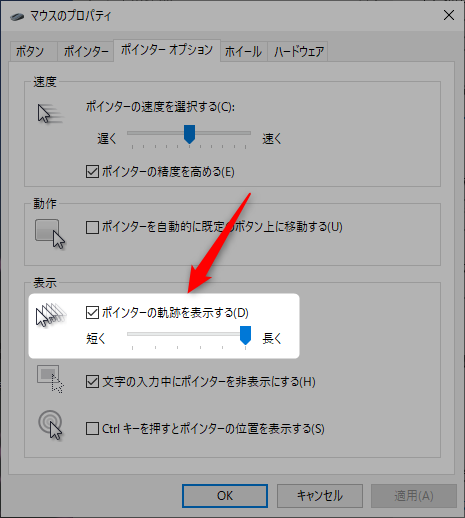 マウスのプロパティ
ボタン ポインター ポインター オプション ホイール ハードウェア
速度
ポインターの速度を選択する(C):
遅く 速く
ポインターの精度を高める(E)
動作
ポインターを自動的に既定のボタン上に移動する(U)
表示
ポインターの軌跡を表示する(D)
短く 長く
文字の入力中にポインターを非表示にする(H)
Ctrl キーを押すとポインターの位置を表示する(S)
OK キャンセル 適用(A)